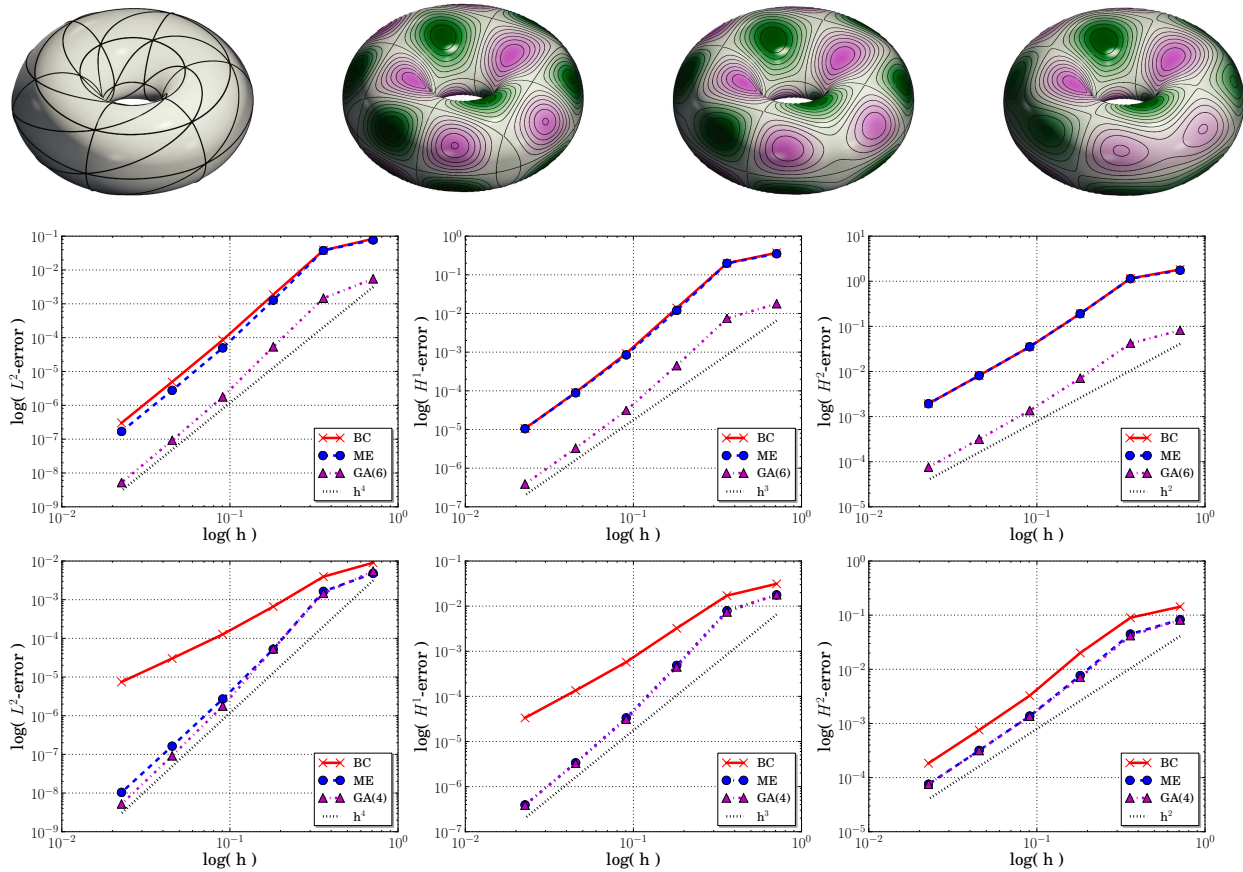 10^{-1}
10^{-2}
10^{-3}
10^{-4}
10^{-5}
10^{-6}
10^{-7}
10^{-8}
10^{-9}
log( L^2-error)
BC
ME
GA(6)
h^4
10^{-2}
10^{-1}
10^0
log( h )
10^0
10^{-1}
10^{-2}
10^{-3}
10^{-4}
10^{-5}
10^{-6}
10^{-7}
log( H^1-error)
BC
ME
GA(6)
h^3
10^{-2}
10^{-1}
10^0
log( h )
10^1
10^0
10^{-1}
10^{-2}
10^{-3}
10^{-4}
10^{-5}
log( H^2-error)
BC
ME
GA(6)
h^2
10^{-2}
10^{-1}
10^0
log( h )
10^{-2}
10^{-3}
10^{-4}
10^{-5}
10^{-6}
10^{-7}
10^{-8}
10^{-9}
log( L^2-error)
BC
ME
GA(4)
h^4
10^{-2}
10^{-1}
10^0
log( h )
10^{-1}
10^{-2}
10^{-3}
10^{-4}
10^{-5}
10^{-6}
10^{-7}
log( H^1-error)
BC
ME
GA(4)
h^3
10^{-2}
10^{-1}
10^0
log( h )
10^0
10^{-1}
10^{-2}
10^{-3}
10^{-4}
10^{-5}
log( H^2-error)
BC
ME
GA(4)
h^2
10^{-2}
10^{-1}
10^0
log( h )